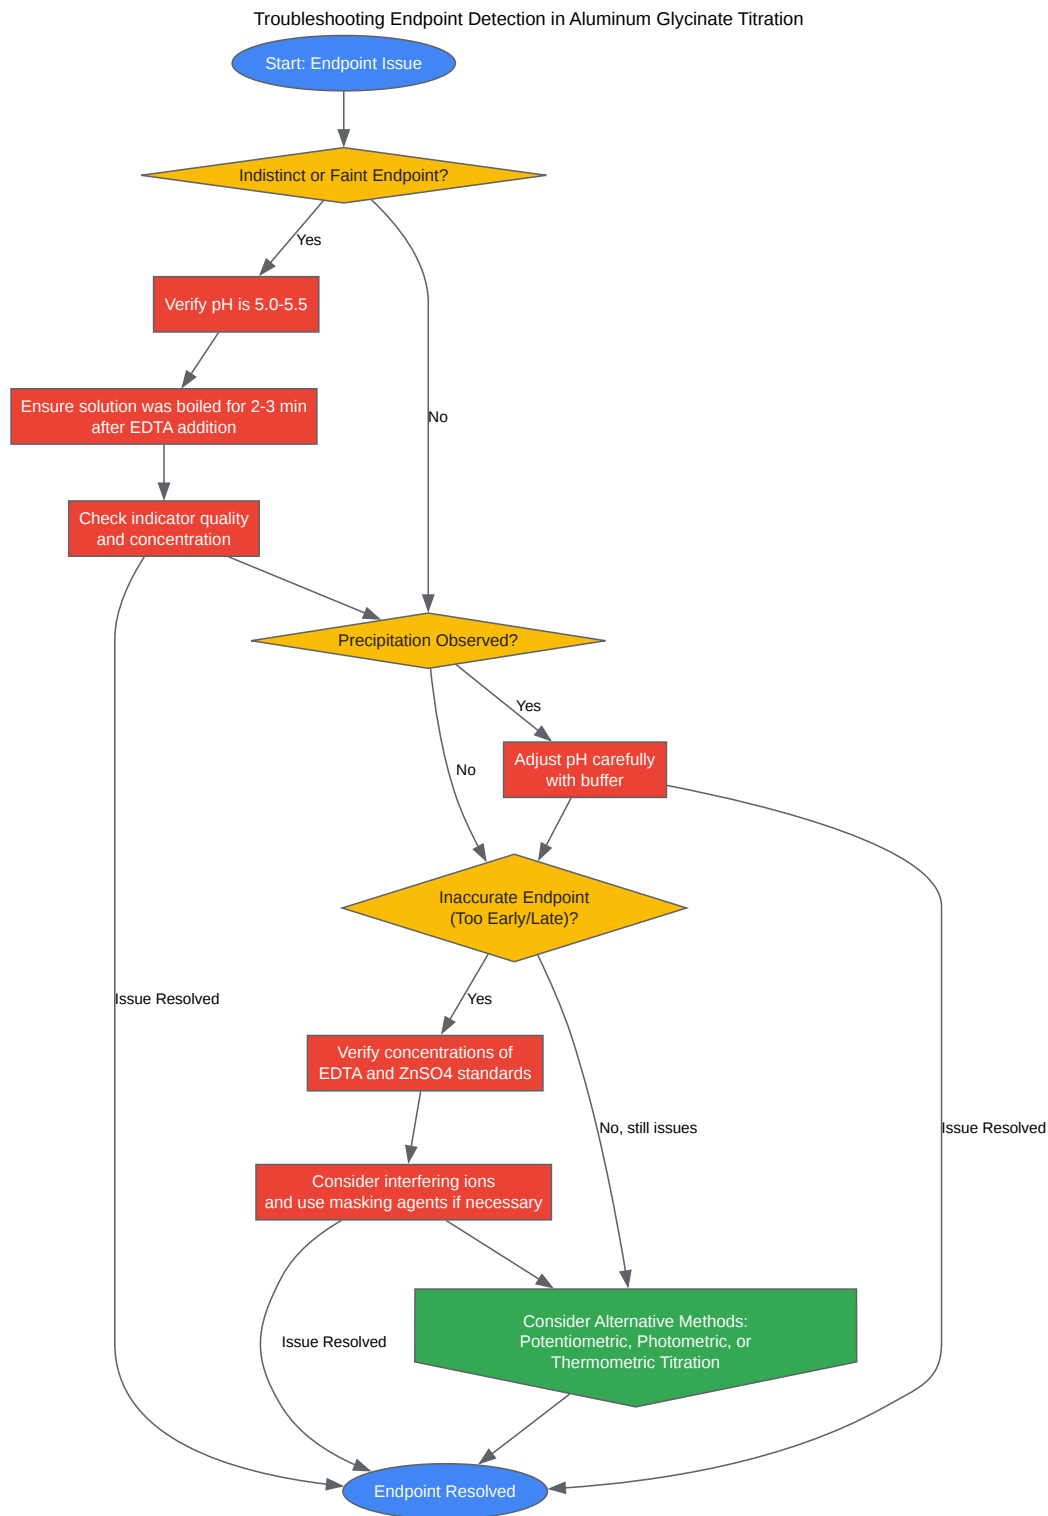 Troubleshooting Endpoint Detection in Aluminum Glycinate Titration
Start: Endpoint Issue
Indistinct or Faint Endpoint?
Yes
Verify pH is 5.0-5.5
Ensure solution was boiled for 2-3 min
after EDTA addition
No
Check indicator quality
and concentration
Precipitation Observed?
Yes
No
Adjust pH carefully
with buffer
Inaccurate Endpoint
(Too Early/Late)?
Issue Resolved
Yes
Verify concentrations of
EDTA and ZnSO4 standards
No, still issues
Issue Resolved
Consider interfering ions
and use masking agents if necessary
Issue Resolved
Consider Alternative Methods:
Potentiometric, Photometric, or
Thermometric Titration
Endpoint Resolved